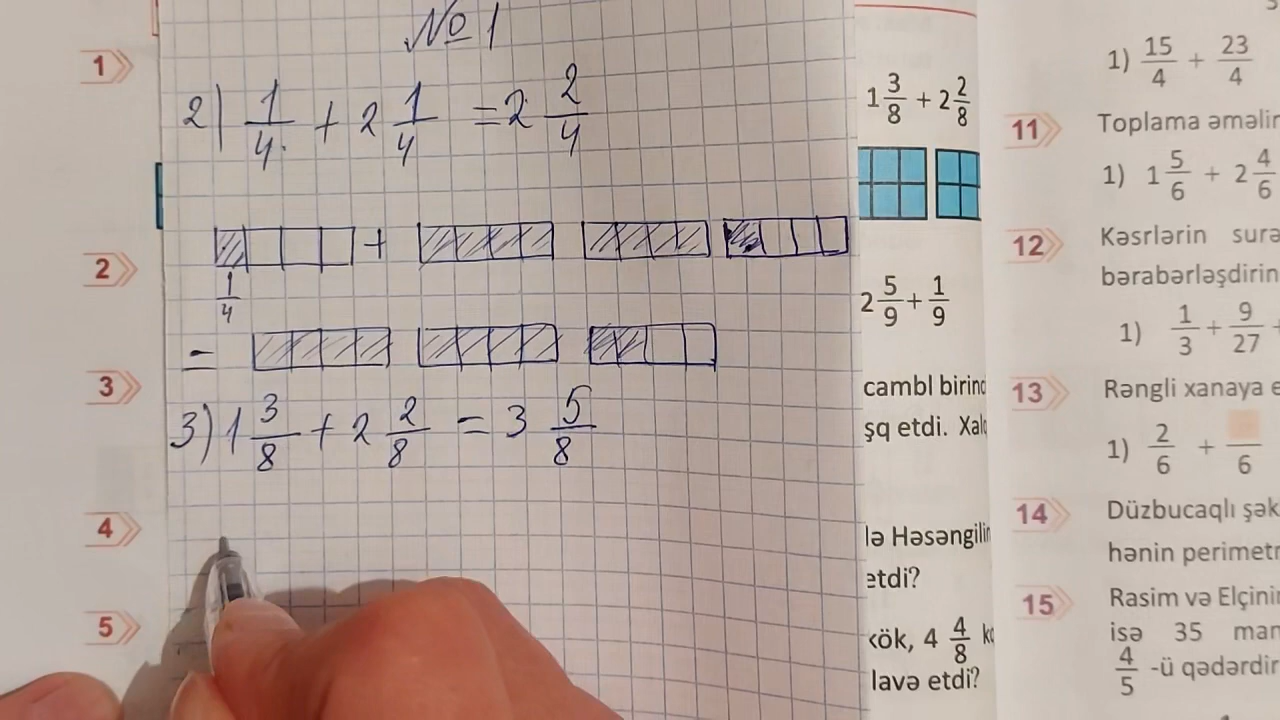 № 1
2) 1/4 + 2 1/4 = 2 2/4
1/4
=
3) 1 3/8 + 2 2/8 = 3 5/8
1
2
3
4
5
1 3/8 + 2 2/8
2 5/9 + 1/9
cambl birinc
şq etdi. Xalq
lə Həsəngilin
etdi?
kök, 4 4/8 kq
lavə etdi?
1) 15/4 + 23/4
11 Toplama əməlin
1) 1 5/6 + 2 4/6
12 Kəsrlərin surə
bərabərləşdirin
1) 1/3 + 9/27
13 Rəngli xanaya e
1) 2/6 + /6
14 Düzbucaqlı şək
hənin perimetr
15 Rasim və Elçinin
isə 35 man
4/5 -ü qədərdir